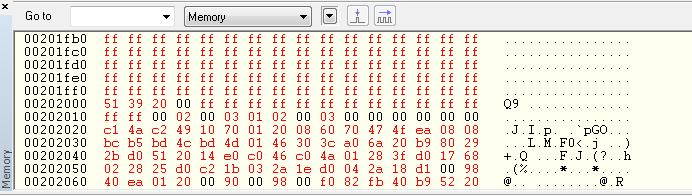 Go to Memory
00201fb0 ff ff ff ff ff ff ff ff ff ff ff ff ff ff ff ff ................
00201fc0 ff ff ff ff ff ff ff ff ff ff ff ff ff ff ff ff ................
00201fd0 ff ff ff ff ff ff ff ff ff ff ff ff ff ff ff ff ................
00201fe0 ff ff ff ff ff ff ff ff ff ff ff ff ff ff ff ff ................
00201ff0 ff ff ff ff ff ff ff ff ff ff ff ff ff ff ff ff ................
00202000 51 39 20 00 ff ff ff ff ff ff ff ff ff ff ff ff Q9 .............
00202010 ff ff 00 02 00 03 01 02 00 03 00 00 00 00 00 00 ................
00202020 c1 4a c2 49 10 70 01 20 08 60 70 47 4f ea 08 08 .J.I.p. .`pGO...
00202030 bc b5 bd 4c bd 4d 01 46 30 3c a0 6a 20 b9 80 29 ...L.M.F0<.j ..)
00202040 2b d0 51 20 14 e0 c0 46 c0 4a 01 28 3f d0 17 68 +.Q ...F.J.(?..h
00202050 02 28 25 d0 c2 1b 03 2a 1e d0 04 2a 18 d1 00 98 .(%....*...*....
00202060 40 ea 01 20 00 90 00 98 00 f0 82 fb 40 b9 52 20 @.. ........@.R 
Memory